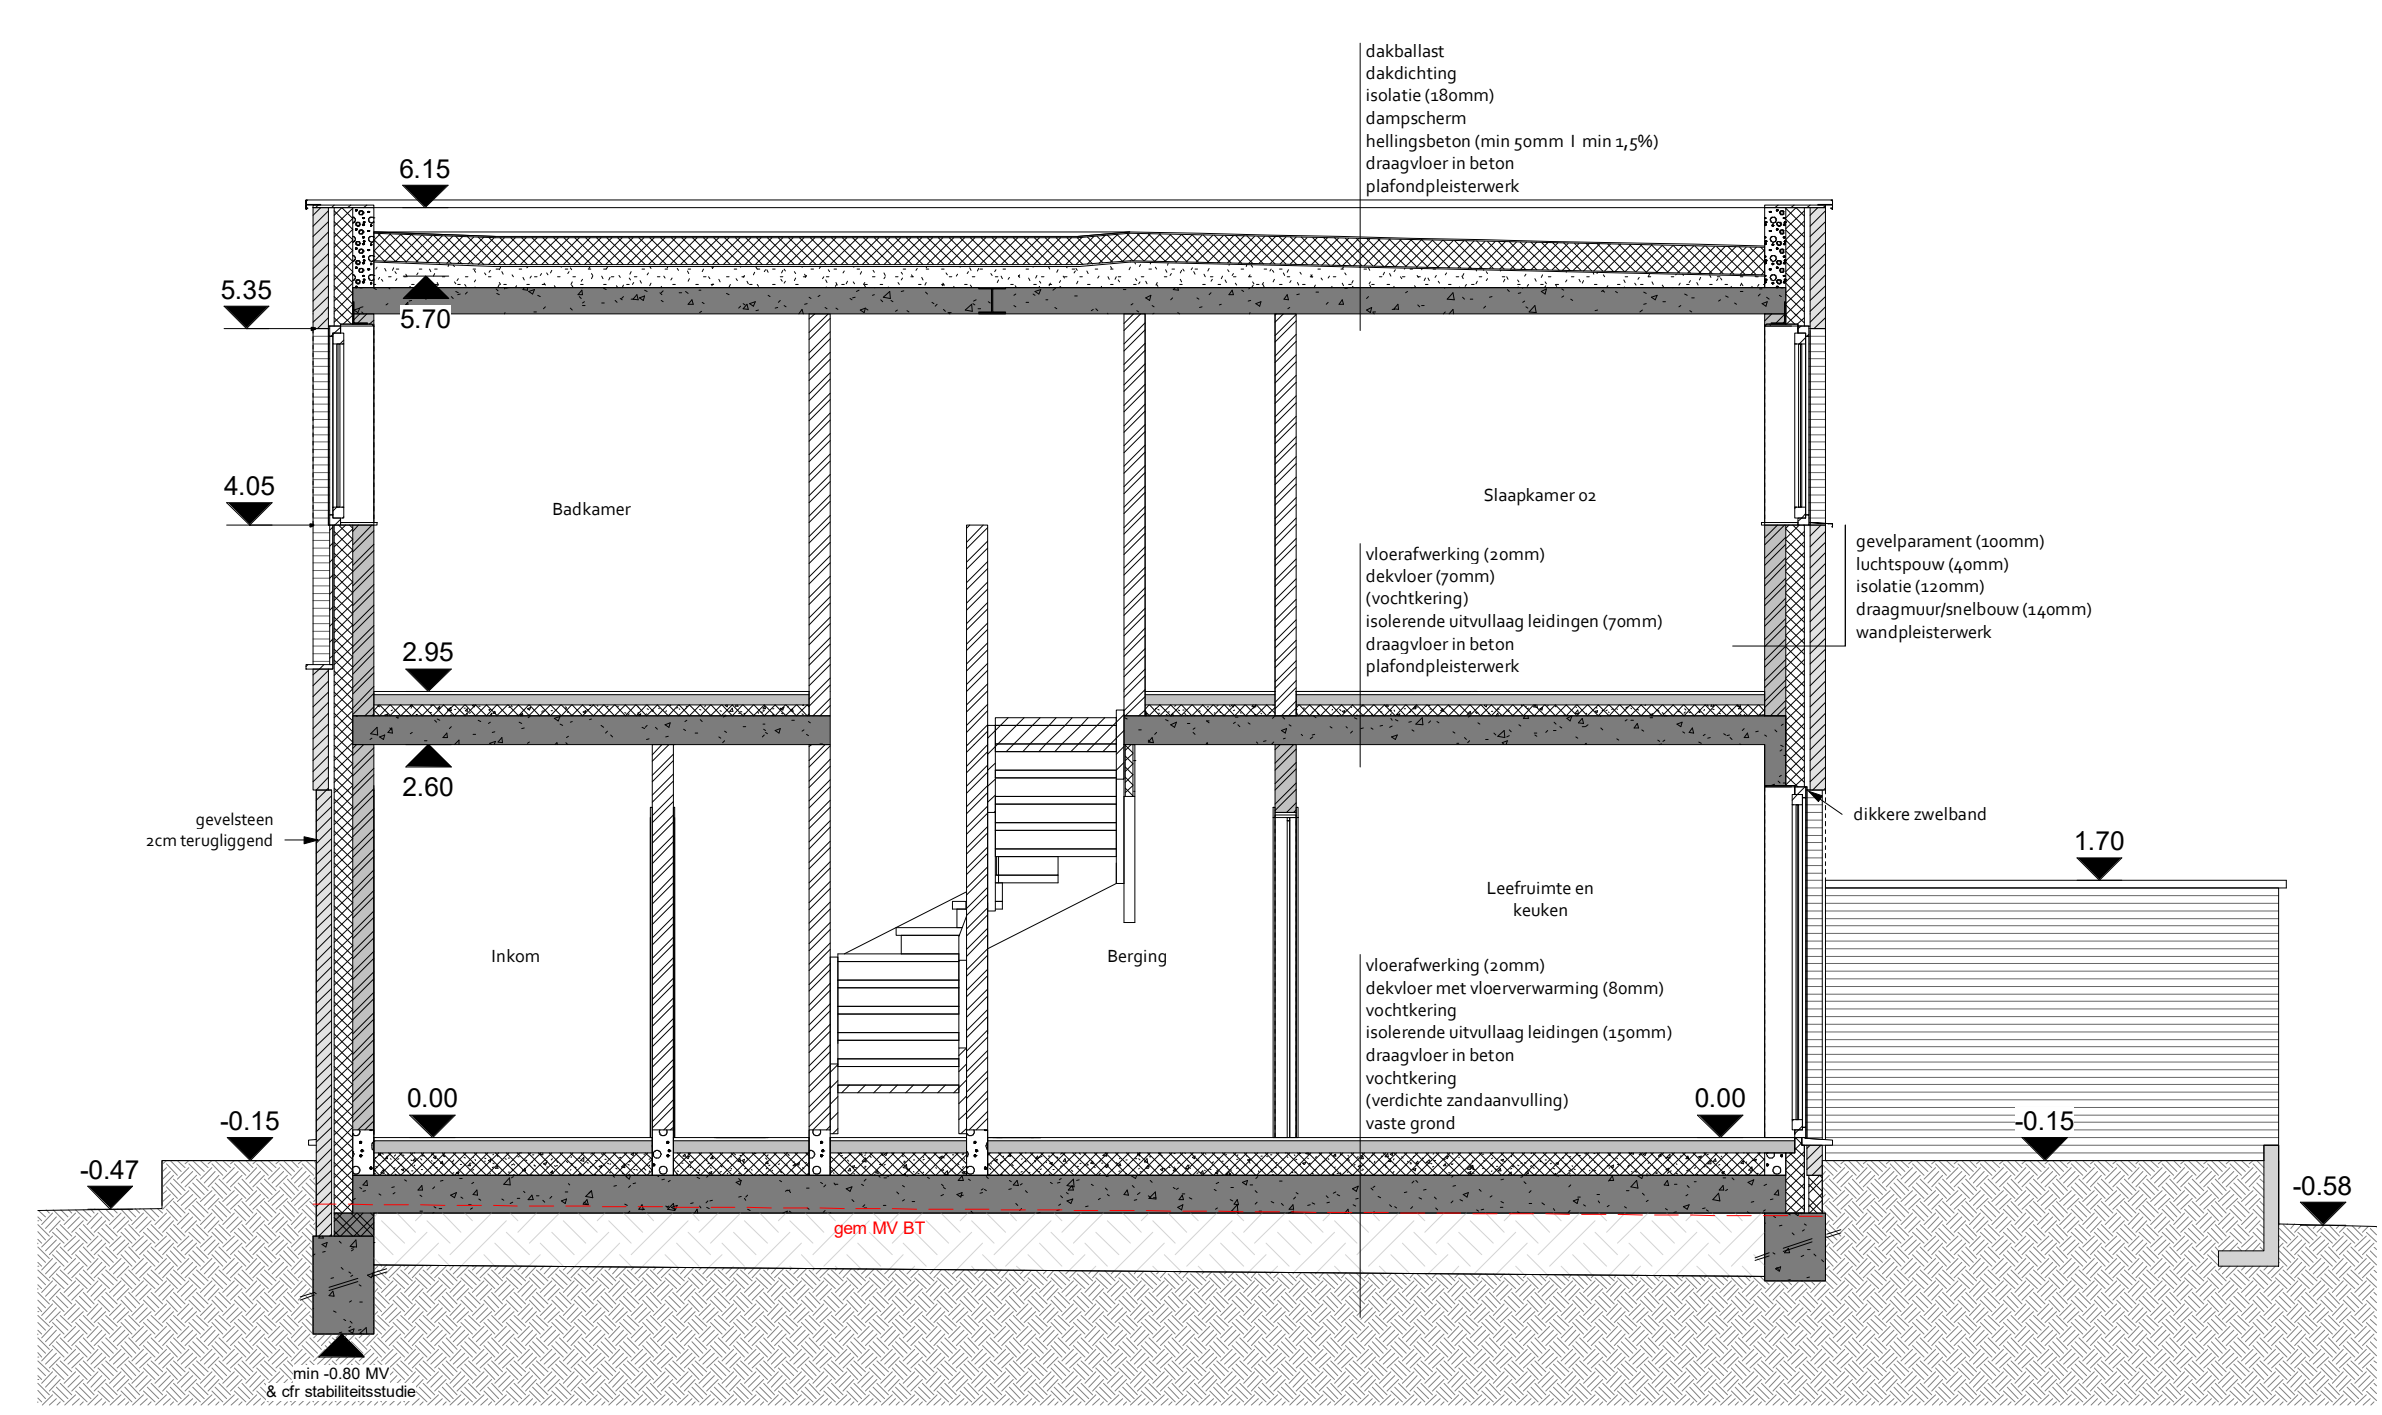 dakballast
dakdichting
isolatie (180mm)
dampscherm
hellingsbeton (min 50mm I min 1,5%)
draagvloer in beton
plafondpleisterwerk
6.15
5.35
5.70
4.05
Badkamer
Slaapkamer 02
vloerafwerking (20mm)
dekvloer (70mm)
(vochtkering)
isolerende uitvullaag leidingen (70mm)
draagvloer in beton
plafondpleisterwerk
gevelparament (100mm)
luchtspouw (40mm)
isolatie (120mm)
draagmuur/snelbouw (140mm)
wandpleisterwerk
2.95
2.60
gevelsteen
2cm terugliggend
dikkere zwelband
1.70
Leefruimte en
keuken
Inkom
Berging
vloerafwerking (20mm)
dekvloer met vloerverwarming (80mm)
vochtkering
isolerende uitvullaag leidingen (150mm)
draagvloer in beton
vochtkering
(verdichte zandaanvulling)
vaste grond
0.00
0.00
-0.15
-0.15
-0.47
-0.58
gem MV BT
min -0.80 MV
& cfr stabiliteitsstudie